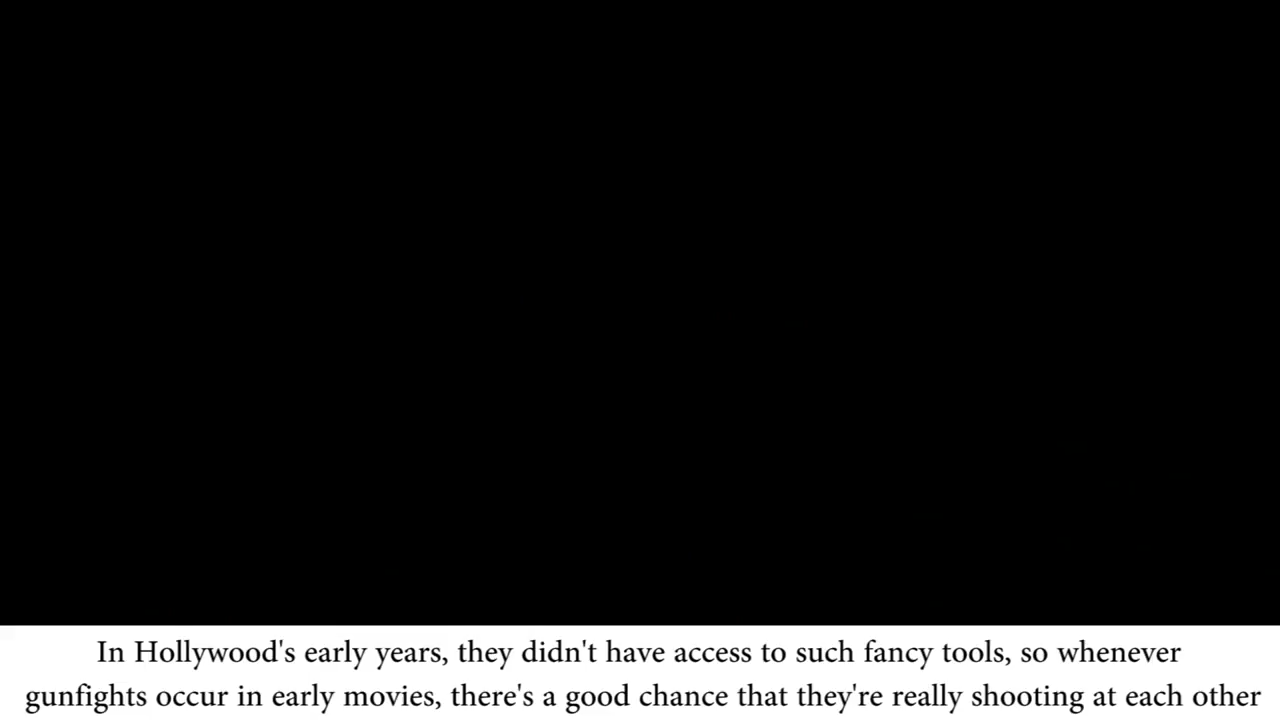 In Hollywood's early years, they didn't have access to such fancy tools, so whenever
gunfights occur in early movies, there's a good chance that they're really shooting at each other